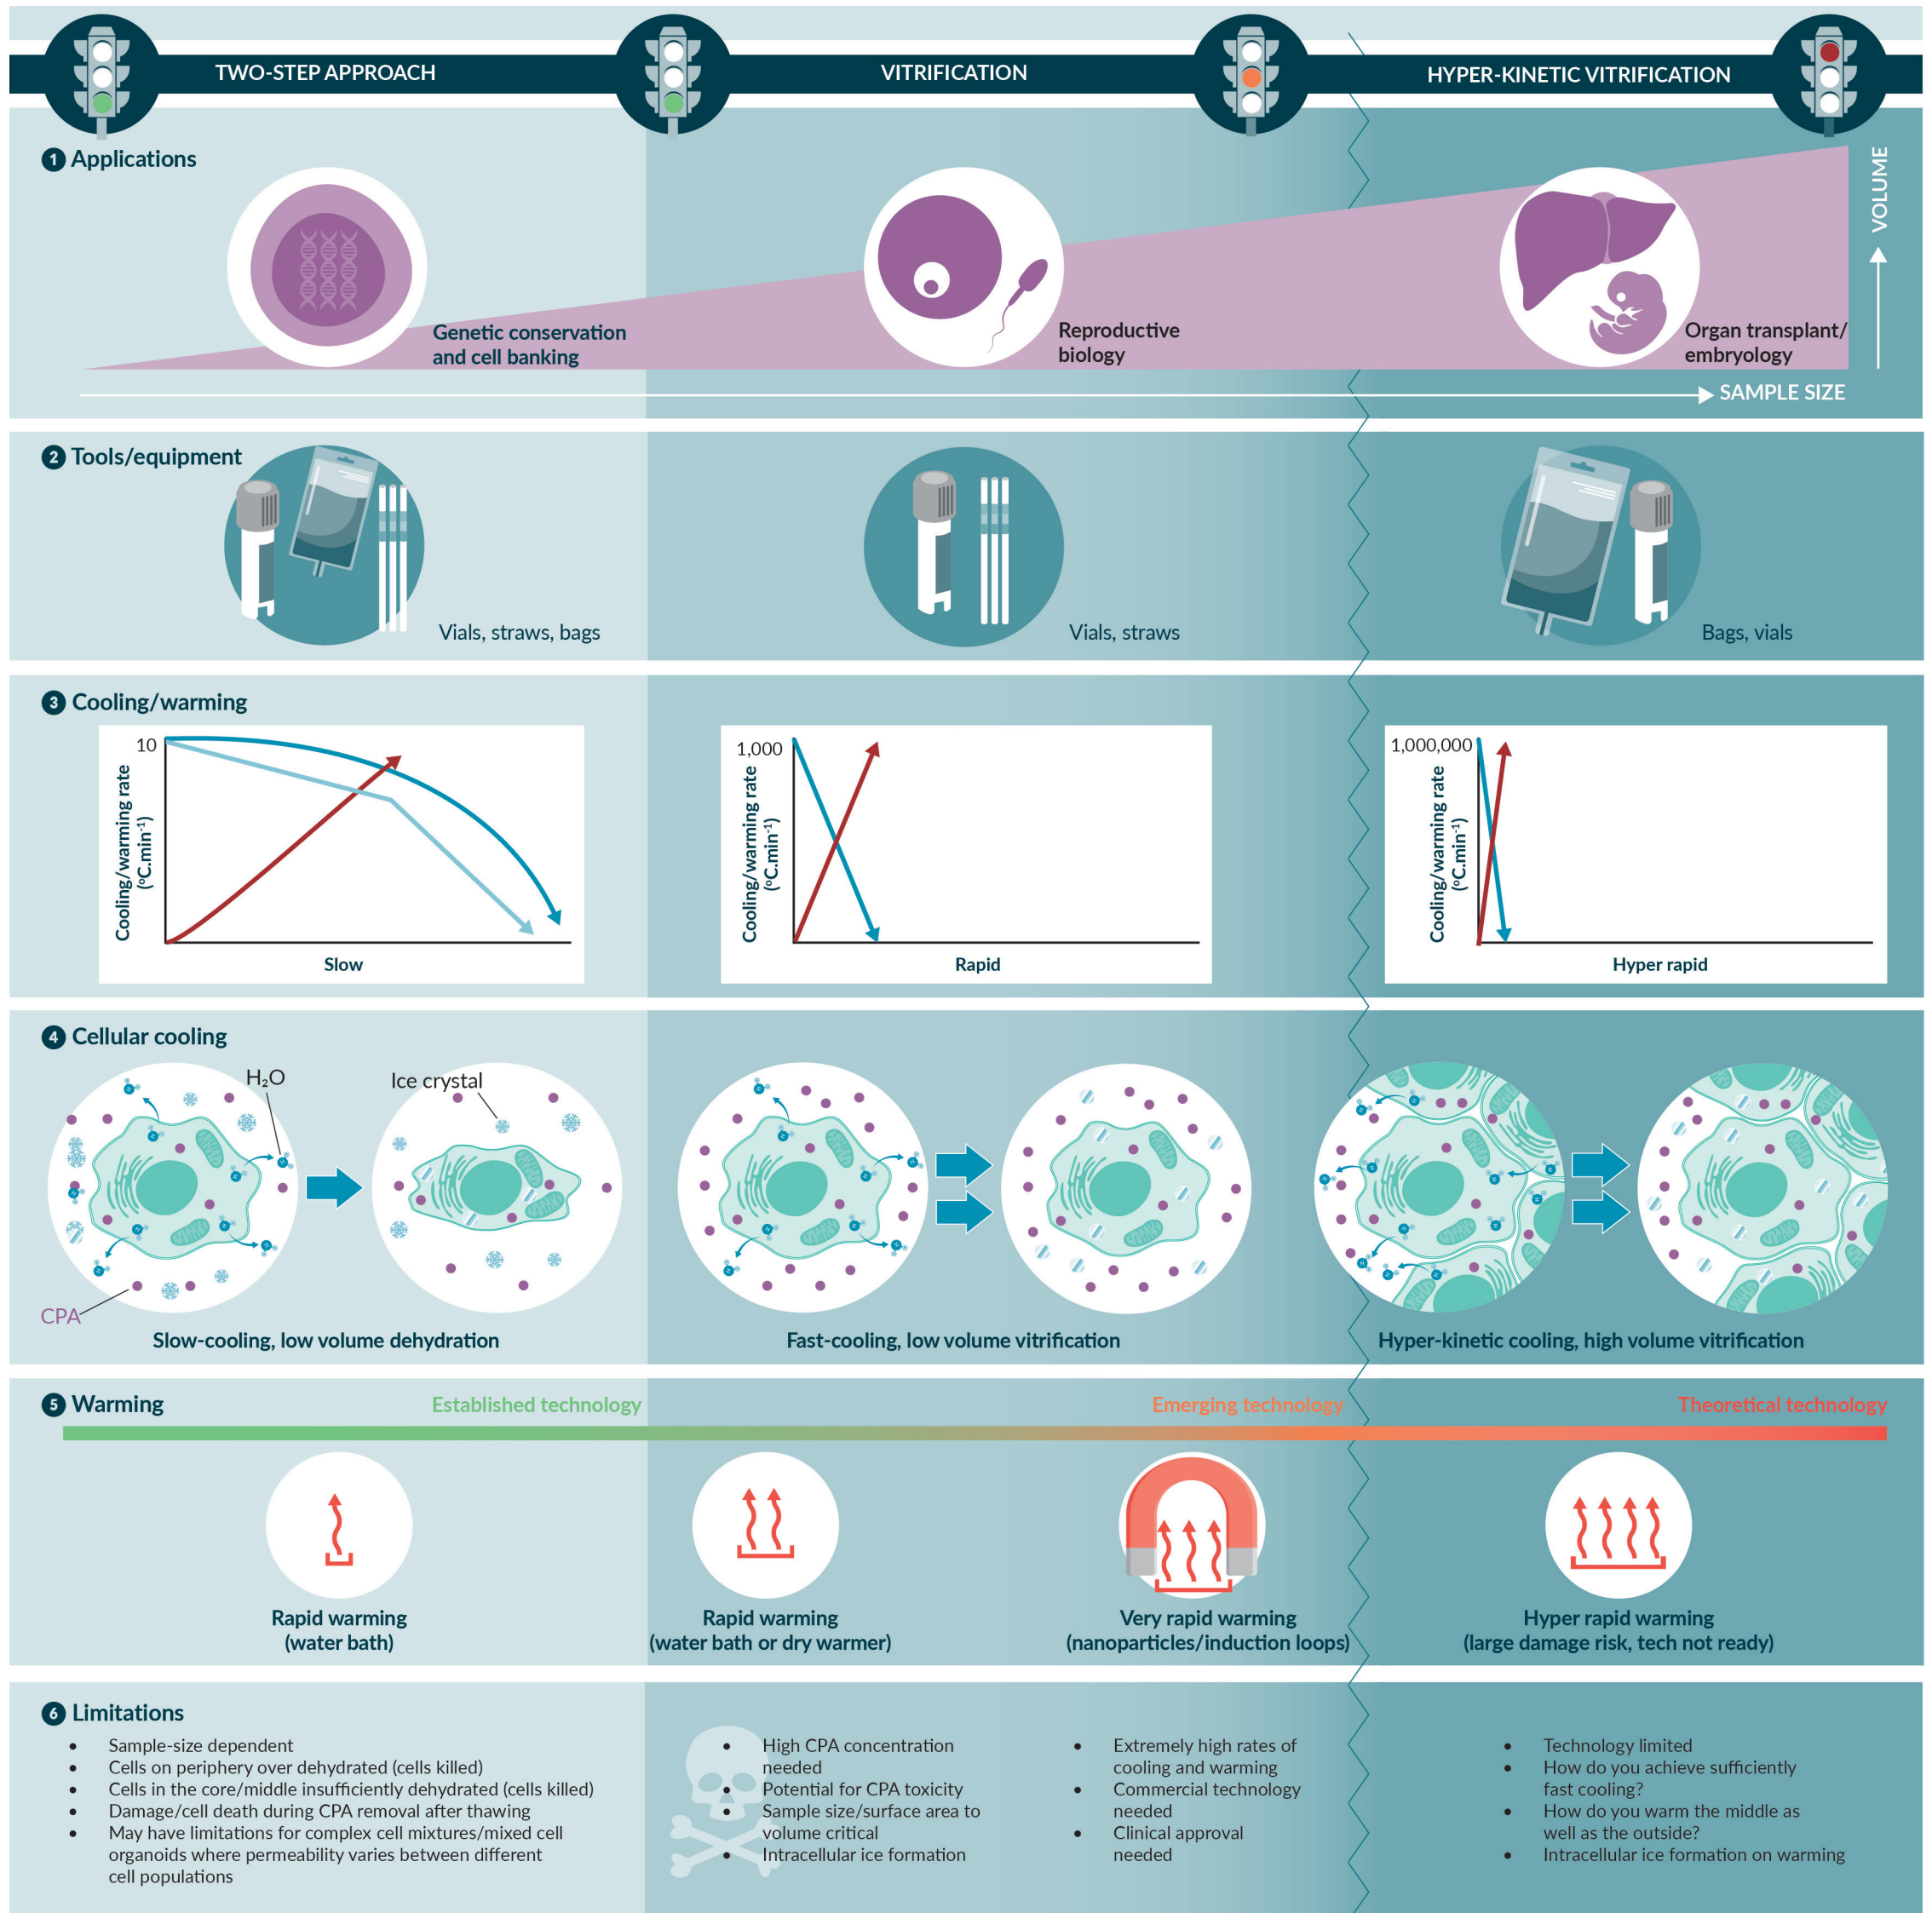 TWO-STEP APPROACH
VITRIFICATION
HYPER-KINETIC VITRIFICATION
1 Applications
VOLUME
Genetic conservation
and cell banking
Reproductive
biology
Organ transplant/
embryology
SAMPLE SIZE
2 Tools/equipment
Vials, straws, bags
Vials, straws
Bags, vials
3 Cooling/warming
10
Cooling/warming rate
(°C.min⁻¹)
Slow
1,000
Cooling/warming rate
(°C.min⁻¹)
Rapid
1,000,000
Cooling/warming rate
(°C.min⁻¹)
Hyper rapid
4 Cellular cooling
H₂O
Ice crystal
CPA
Slow-cooling, low volume dehydration
Fast-cooling, low volume vitrification
Hyper-kinetic cooling, high volume vitrification
5 Warming
Established technology
Emerging technology
Theoretical technology
Rapid warming
(water bath)
Rapid warming
(water bath or dry warmer)
Very rapid warming
(nanoparticles/induction loops)
Hyper rapid warming
(large damage risk, tech not ready)
6 Limitations
• Sample-size dependent
• Cells on periphery over dehydrated (cells killed)
• Cells in the core/middle insufficiently dehydrated (cells killed)
• Damage/cell death during CPA removal after thawing
• May have limitations for complex cell mixtures/mixed cell
organoids where permeability varies between different
cell populations
• High CPA concentration
needed
• Potential for CPA toxicity
• Sample size/surface area to
volume critical
• Intracellular ice formation
• Extremely high rates of
cooling and warming
• Commercial technology
needed
• Clinical approval
needed
• Technology limited
• How do you achieve sufficiently
fast cooling?
• How do you warm the middle as
well as the outside?
• Intracellular ice formation on warming